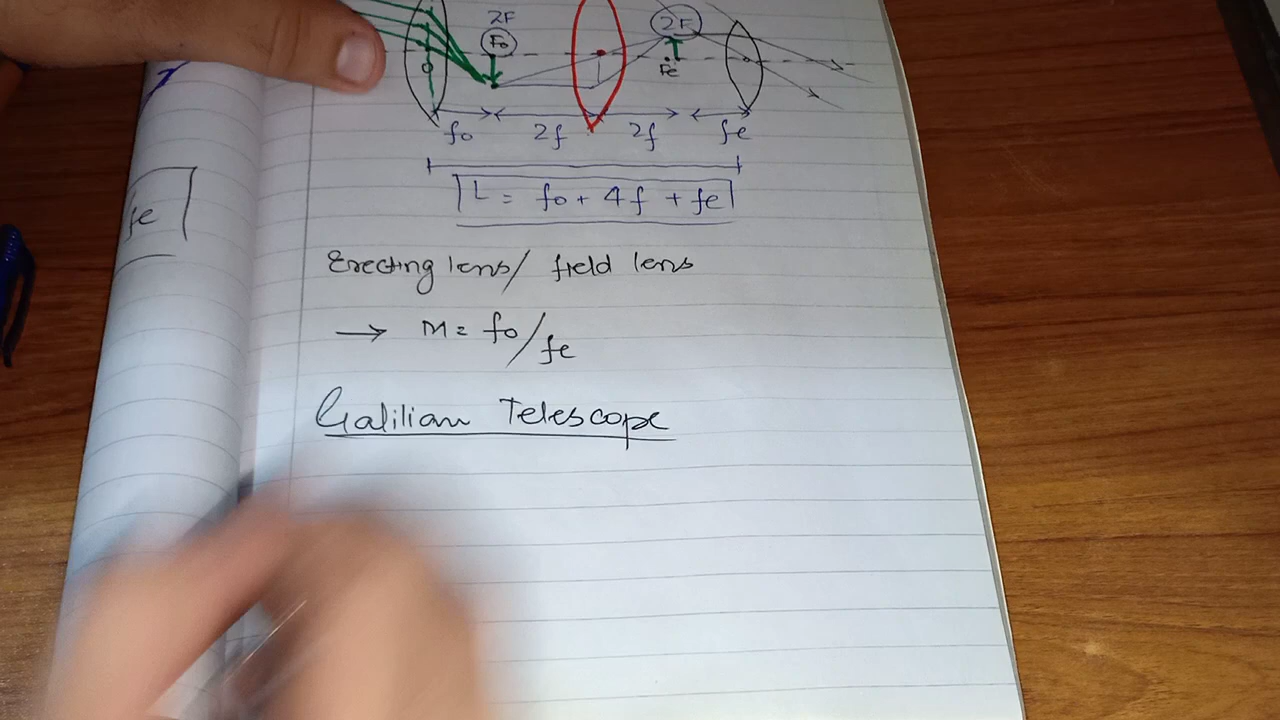 2F
Fo
2F
Fe
O
fo 2f 2f fe
L = fo + 4f + fe
fe
Erecting lens/ field lens
→ M = fo/fe
Galilian Telescope